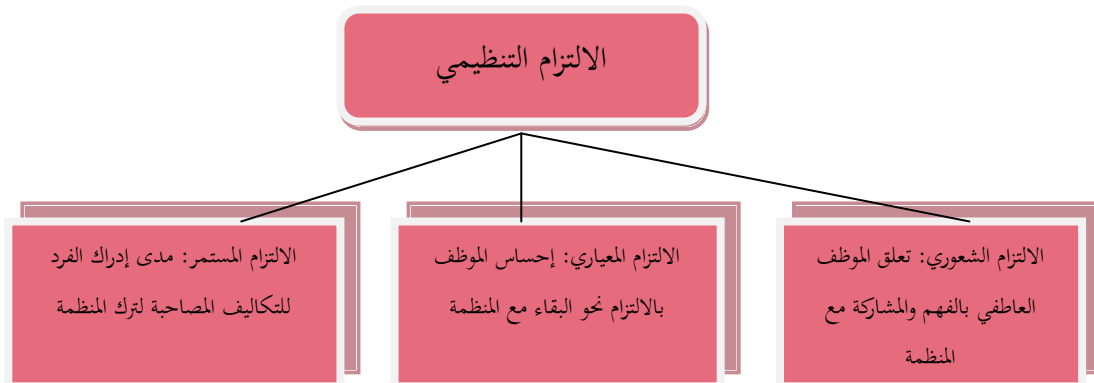 الالتزام التنظيمي
الالتزام الشعوري: تعلق الموظف
العاطفي بالفهم والمشاركة مع
المنظمة
الالتزام المعياري: إحساس الموظف
بالالتزام نحو البقاء مع المنظمة
الالتزام المستمر: مدى إدراك الفرد
للتكاليف المصاحبة لترك المنظمة